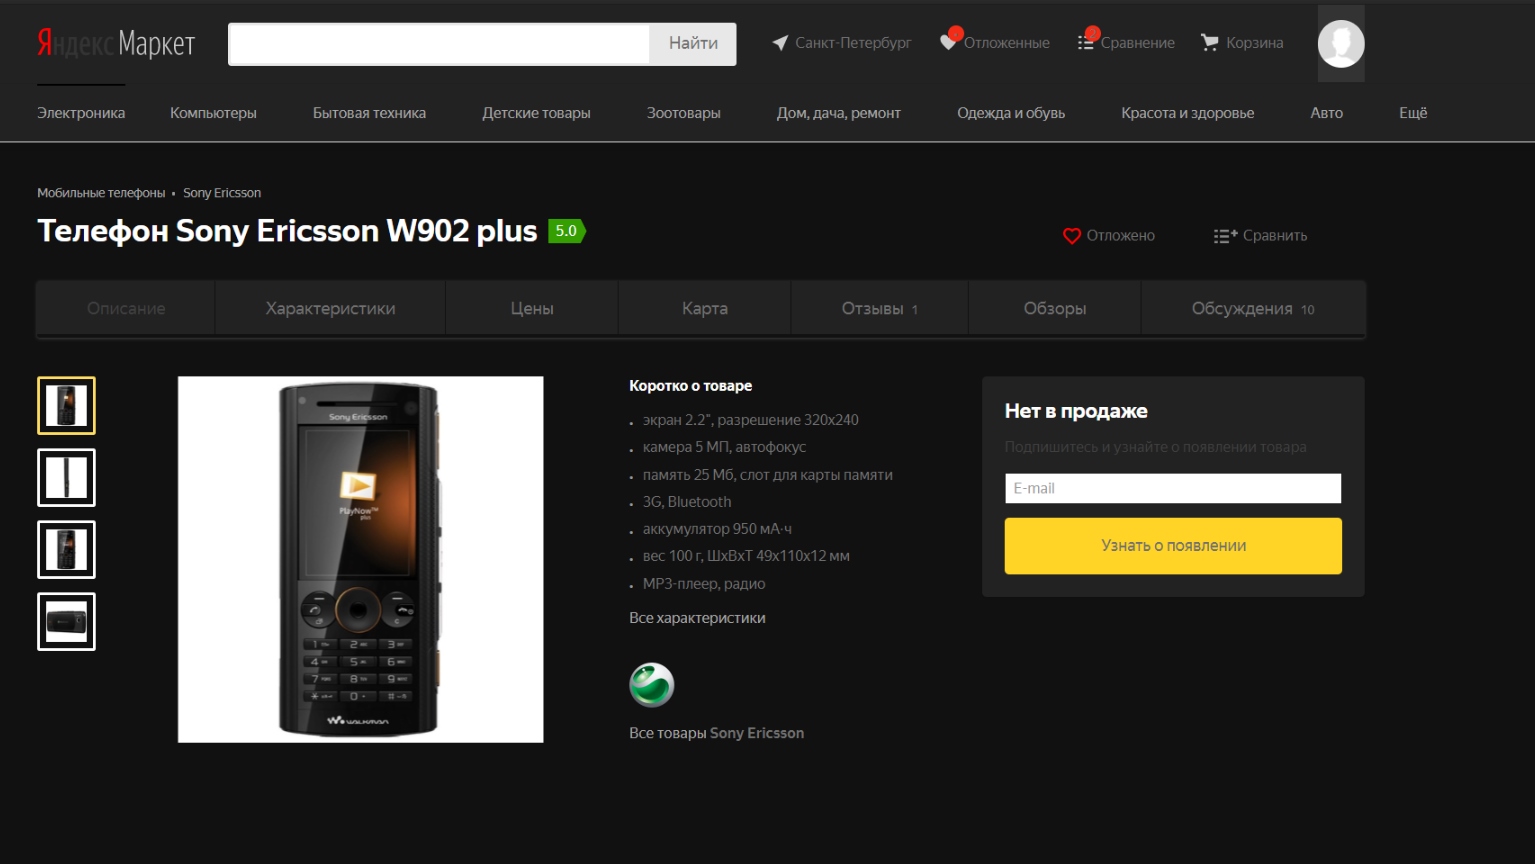 Яндекс Маркет
Найти
Санкт-Петербург
Отложенные
Сравнение
Корзина
Электроника
Компьютеры
Бытовая техника
Детские товары
Зоотовары
Дом, дача, ремонт
Одежда и обувь
Красота и здоровье
Авто
Ещё
Мобильные телефоны • Sony Ericsson
Телефон Sony Ericsson W902 plus 5.0
Отложено
Сравнить
Описание
Характеристики
Цены
Карта
Отзывы 1
Обзоры
Обсуждения 10
Sony Ericsson
PlayNow™
plus
WALKMAN
Коротко о товаре
экран 2.2", разрешение 320x240
камера 5 МП, автофокус
память 25 Мб, слот для карты памяти
3G, Bluetooth
аккумулятор 950 мА·ч
вес 100 г, ШxВxТ 49x110x12 мм
MP3-плеер, радио
Все характеристики
Все товары Sony Ericsson
Нет в продаже
Подпишитесь и узнайте о появлении товара
E-mail
Узнать о появлении